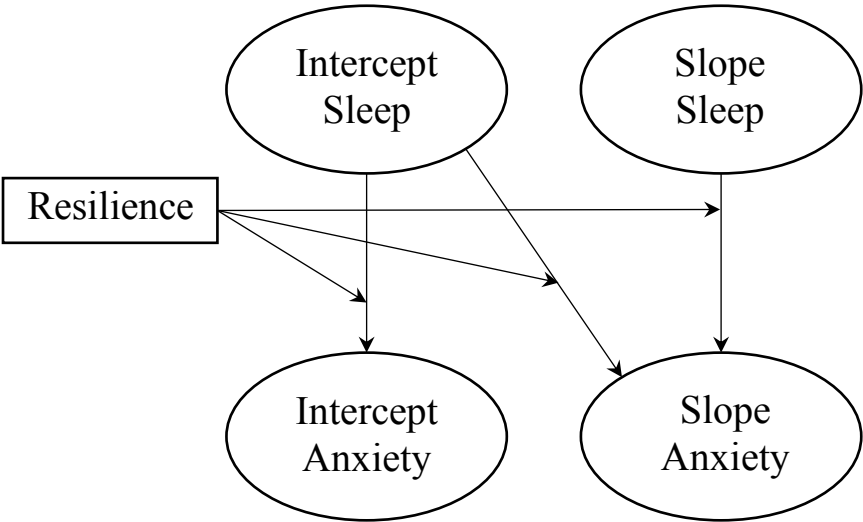 Intercept
Sleep
Slope
Sleep
Resilience
Intercept
Anxiety
Slope
Anxiety